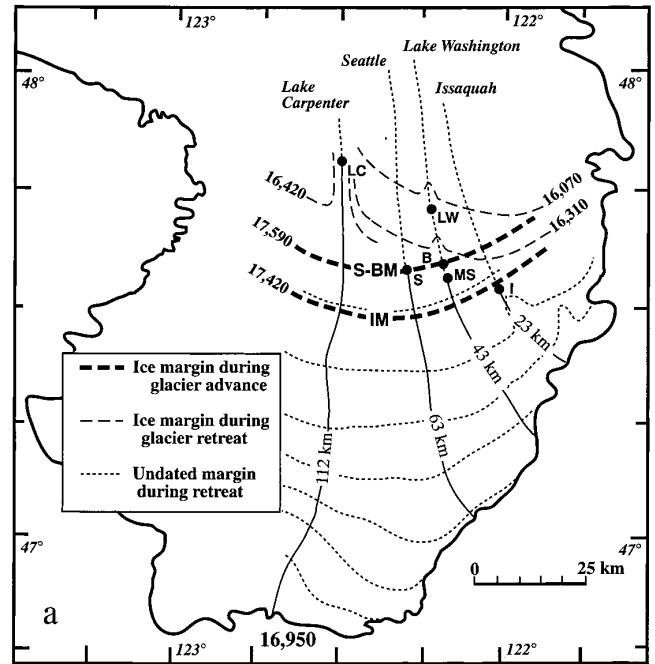 123°
122°
Lake Washington
Seattle
48°
48°
Lake
Carpenter
Issaquah
LC
16,420
16,070
LW
17,590
16,310
B
S-BM
S
MS
17,420
I
IM
23 km
43 km
Ice margin during
glacier advance
Ice margin during
glacier retreat
63 km
112 km
Undated margin
during retreat
47°
47°
0
25 km
a
16,950
123°
122°